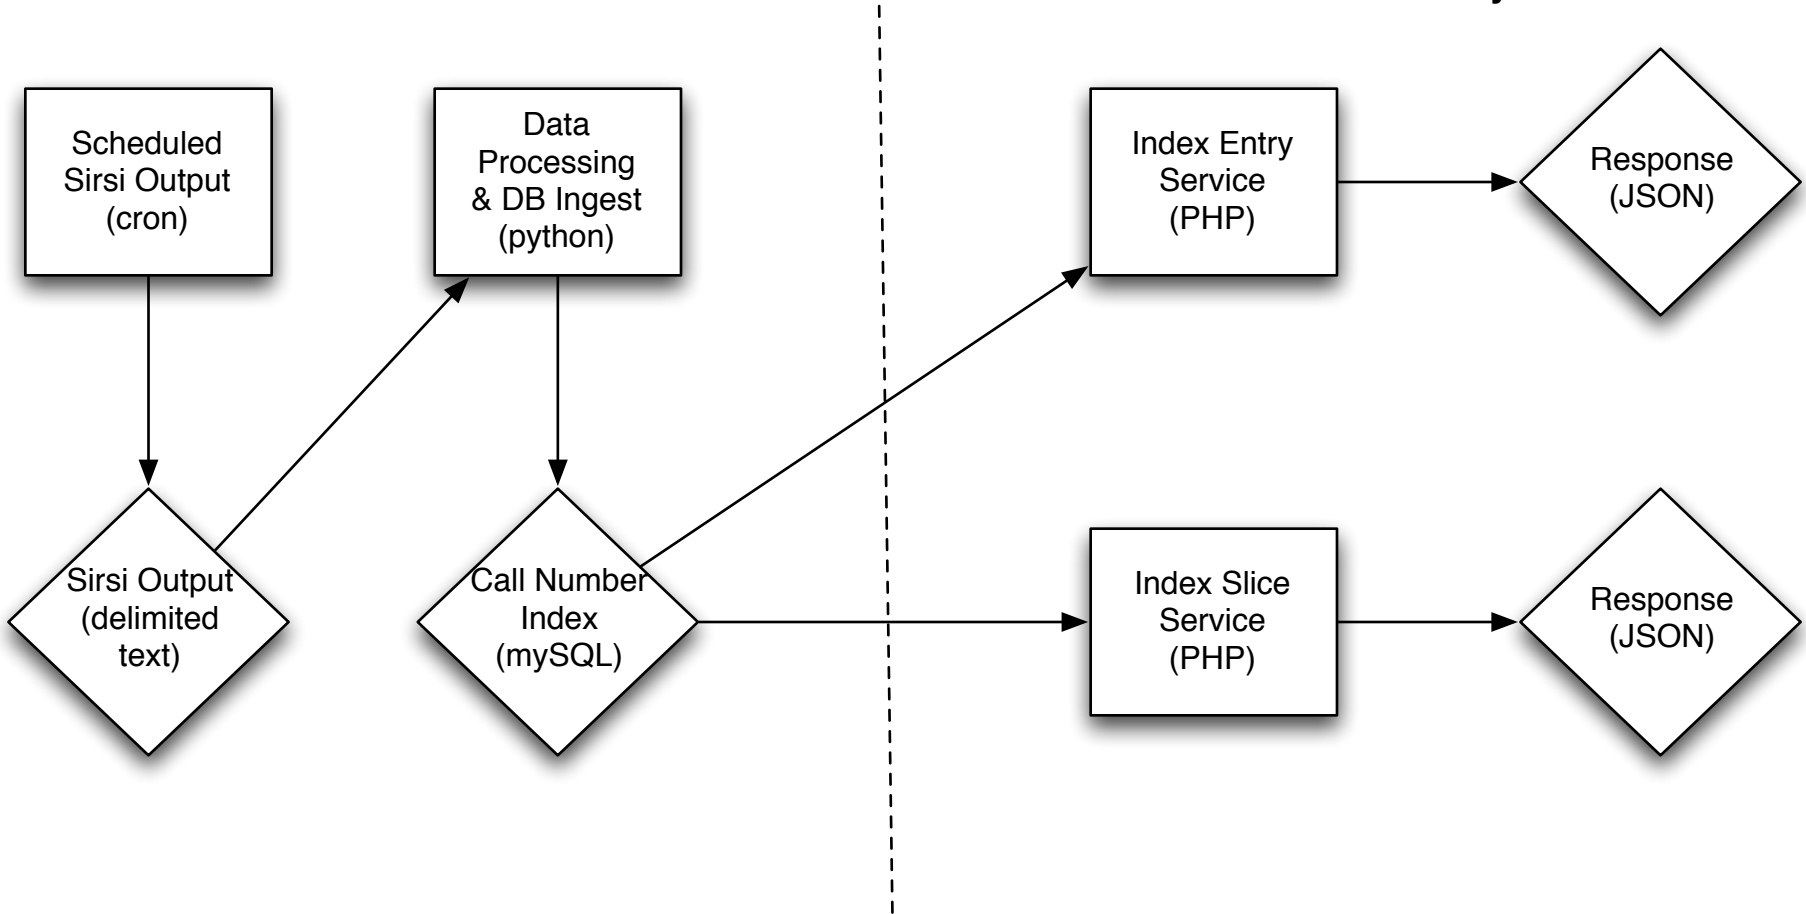 Scheduled
Sirsi Output
(cron)
Data
Processing
& DB Ingest
(python)
Index Entry
Service
(PHP)
Response
(JSON)
Sirsi Output
(delimited
text)
Call Number
Index
(mySQL)
Index Slice
Service
(PHP)
Response
(JSON)